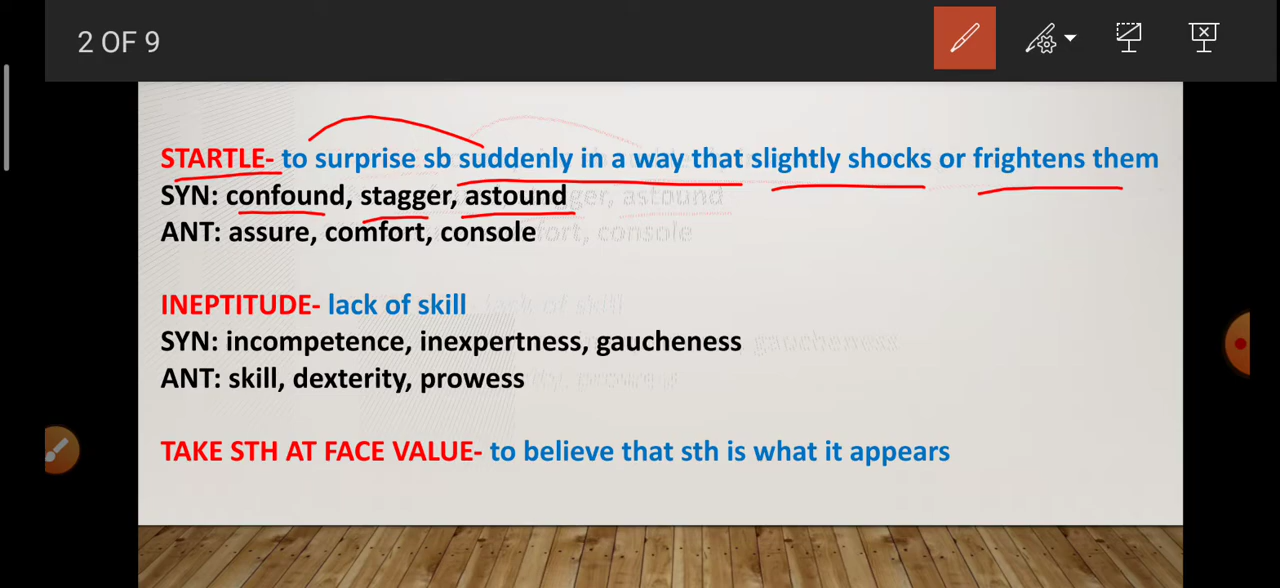 2 OF 9
STARTLE- to surprise sb suddenly in a way that slightly shocks or frightens them
SYN: confound, stagger, astound
ANT: assure, comfort, console
INEPTITUDE- lack of skill
SYN: incompetence, inexpertness, gaucheness
ANT: skill, dexterity, prowess
TAKE STH AT FACE VALUE- to believe that sth is what it appears